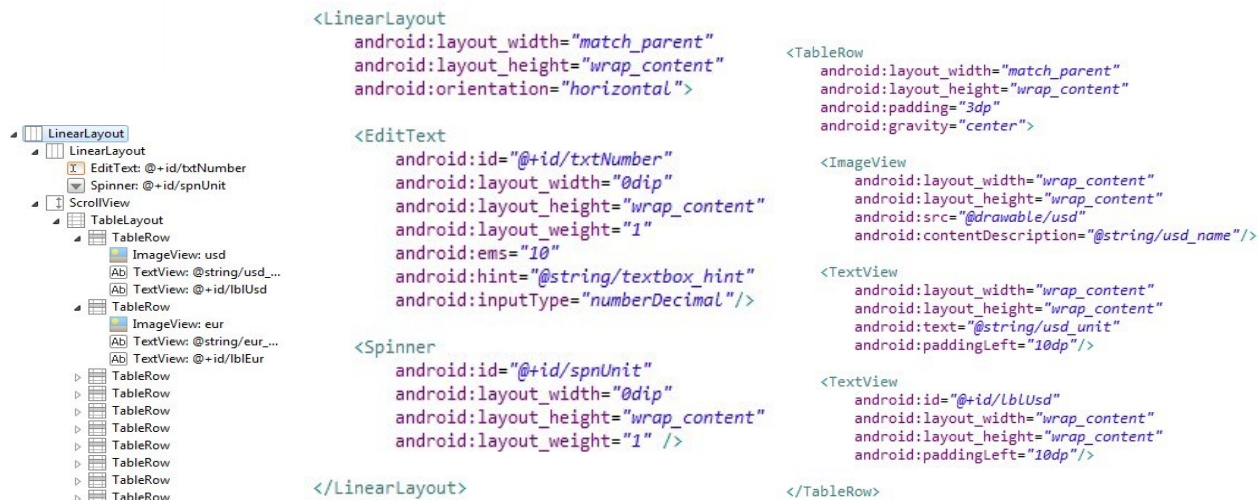 LinearLayout
LinearLayout
EditText: @+id/txtNumber
Spinner: @+id/spnUnit
ScrollView
TableLayout
TableRow
ImageView: usd
Ab TextView: @string/usd_...
Ab TextView: @+id/lblUsd
TableRow
ImageView: eur
Ab TextView: @string/eur_...
Ab TextView: @+id/lblEur
TableRow
TableRow
TableRow
TableRow
TableRow
TableRow
TableRow
TableRow
<LinearLayout
android:layout_width="match_parent"
android:layout_height="wrap_content"
android:orientation="horizontal">
<EditText
android:id="@+id/txtNumber"
android:layout_width="0dip"
android:layout_height="wrap_content"
android:layout_weight="1"
android:ems="10"
android:hint="@string/textbox_hint"
android:inputType="numberDecimal"/>
<Spinner
android:id="@+id/spnUnit"
android:layout_width="0dip"
android:layout_height="wrap_content"
android:layout_weight="1" />
</LinearLayout>
<TableRow
android:layout_width="match_parent"
android:layout_height="wrap_content"
android:padding="3dp"
android:gravity="center">
<ImageView
android:layout_width="wrap_content"
android:layout_height="wrap_content"
android:src="@drawable/usd"
android:contentDescription="@string/usd_name"/>
<TextView
android:layout_width="wrap_content"
android:layout_height="wrap_content"
android:text="@string/usd_unit"
android:paddingLeft="10dp"/>
<TextView
android:id="@+id/lblUsd"
android:layout_width="wrap_content"
android:layout_height="wrap_content"
android:paddingLeft="10dp"/>
</TableRow>